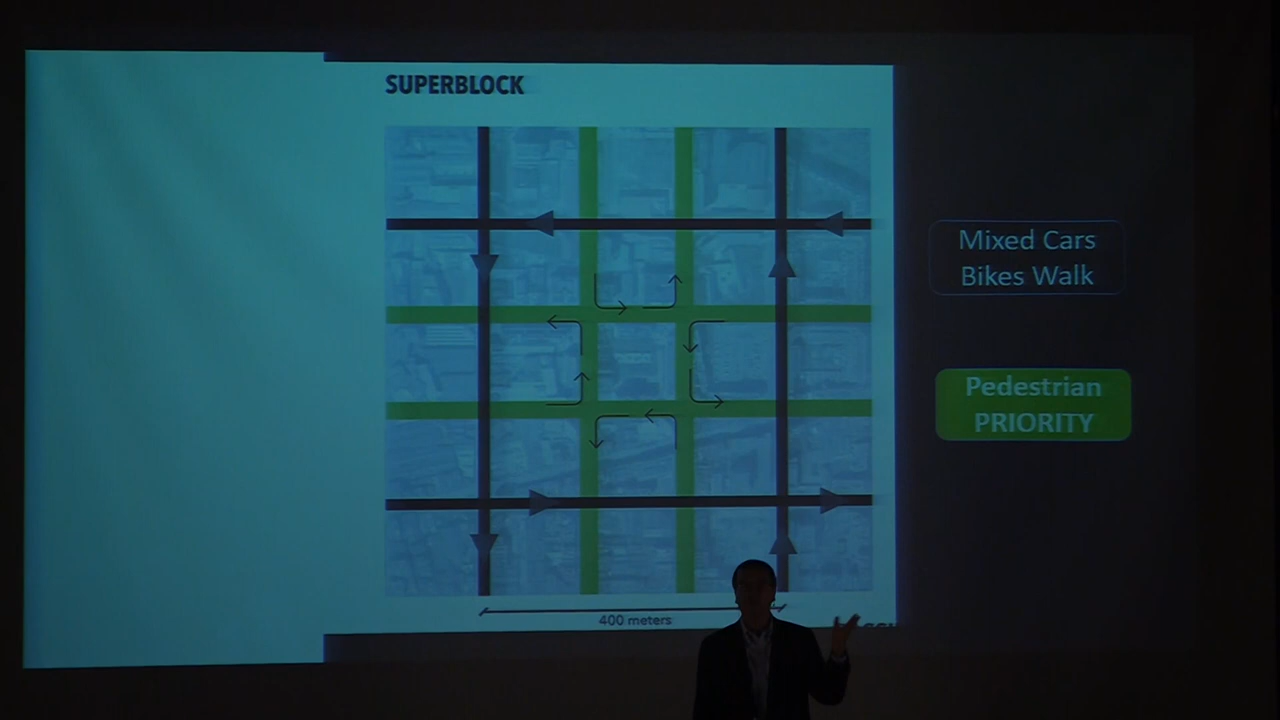 SUPERBLOCK
Mixed Cars
Bikes Walk
Pedestrian
PRIORITY
400 meters